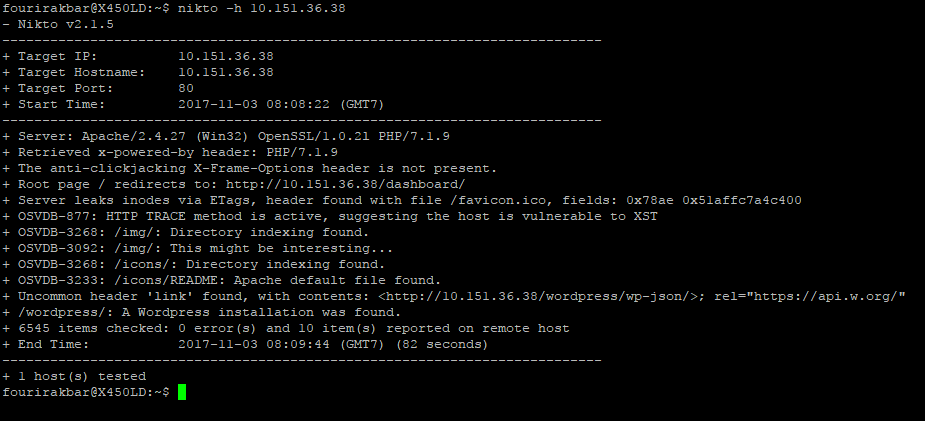 fourirakbar@X450LD:~$ nikto -h 10.151.36.38
- Nikto v2.1.5
---------------------------------------------------------------------------
+ Target IP:          10.151.36.38
+ Target Hostname:    10.151.36.38
+ Target Port:        80
+ Start Time:         2017-11-03 08:08:22 (GMT7)
---------------------------------------------------------------------------
+ Server: Apache/2.4.27 (Win32) OpenSSL/1.0.2l PHP/7.1.9
+ Retrieved x-powered-by header: PHP/7.1.9
+ The anti-clickjacking X-Frame-Options header is not present.
+ Root page / redirects to: http://10.151.36.38/dashboard/
+ Server leaks inodes via ETags, header found with file /favicon.ico, fields: 0x78ae 0x51affc7a4c400
+ OSVDB-877: HTTP TRACE method is active, suggesting the host is vulnerable to XST
+ OSVDB-3268: /img/: Directory indexing found.
+ OSVDB-3092: /img/: This might be interesting...
+ OSVDB-3268: /icons/: Directory indexing found.
+ OSVDB-3233: /icons/README: Apache default file found.
+ Uncommon header 'link' found, with contents: <http://10.151.36.38/wordpress/wp-json/>; rel="https://api.w.org/"
+ /wordpress/: A Wordpress installation was found.
+ 6545 items checked: 0 error(s) and 10 item(s) reported on remote host
+ End Time:           2017-11-03 08:09:44 (GMT7) (82 seconds)
---------------------------------------------------------------------------
+ 1 host(s) tested
fourirakbar@X450LD:~$